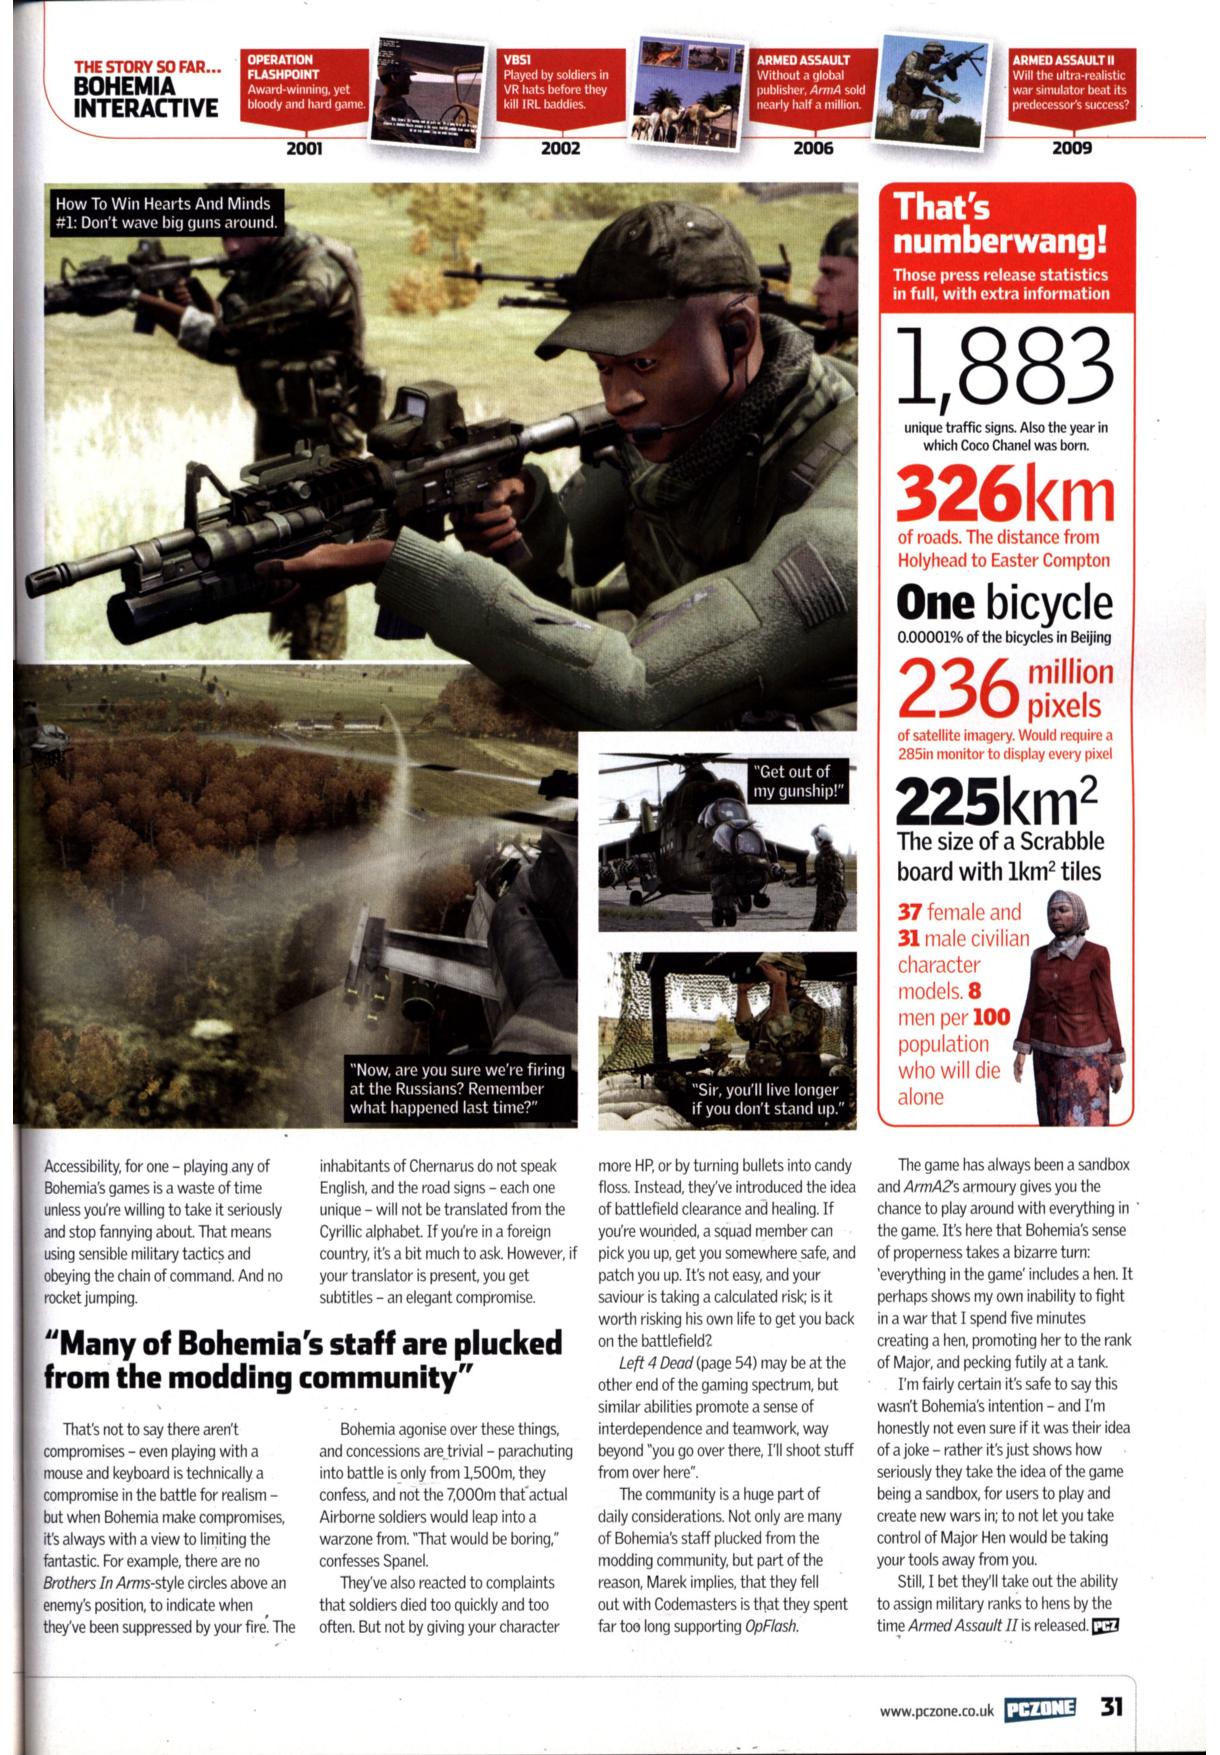 THE STORY SO FAR...
BOHEMIA
INTERACTIVE
OPERATION
FLASHPOINT
Award-winning, yet
bloody and hard game.
2001
VBS1
Played by soldiers in
VR hats before they
kill IRL baddies.
2002
ARMED ASSAULT
Without a global
publisher, ArmA sold
nearly half a million.
2006
ARMED ASSAULT II
Will the ultra-realistic
war simulator beat its
predecessor's success?
2009
How To Win Hearts And Minds
#1: Don't wave big guns around.
"Get out of
my gunship!"
"Now, are you sure we're firing
at the Russians? Remember
what happened last time?"
"Sir, you'll live longer
if you don't stand up."
That's
numberwang!
Those press release statistics
in full, with extra information
1,883
unique traffic signs. Also the year in
which Coco Chanel was born.
326km
of roads. The distance from
Holyhead to Easter Compton
One bicycle
0.00001% of the bicycles in Beijing
236 million
pixels
of satellite imagery. Would require a
285in monitor to display every pixel
225km²
The size of a Scrabble
board with 1km² tiles
37 female and
31 male civilian
character
models. 8
men per 100
population
who will die
alone
Accessibility, for one – playing any of
Bohemia's games is a waste of time
unless you're willing to take it seriously
and stop fannying about. That means
using sensible military tactics and
obeying the chain of command. And no
rocket jumping.
"Many of Bohemia's staff are plucked
from the modding community"
That's not to say there aren't
compromises – even playing with a
mouse and keyboard is technically a
compromise in the battle for realism –
but when Bohemia make compromises,
it's always with a view to limiting the
fantastic. For example, there are no
Brothers In Arms-style circles above an
enemy's position, to indicate when
they've been suppressed by your fire. The
inhabitants of Chernarus do not speak
English, and the road signs – each one
unique – will not be translated from the
Cyrillic alphabet. If you're in a foreign
country, it's a bit much to ask. However, if
your translator is present, you get
subtitles – an elegant compromise.
Bohemia agonise over these things,
and concessions are trivial – parachuting
into battle is only from 1,500m, they
confess, and not the 7,000m that actual
Airborne soldiers would leap into a
warzone from. "That would be boring,"
confesses Spanel.
They've also reacted to complaints
that soldiers died too quickly and too
often. But not by giving your character
more HP, or by turning bullets into candy
floss. Instead, they've introduced the idea
of battlefield clearance and healing. If
you're wounded, a squad member can
pick you up, get you somewhere safe, and
patch you up. It's not easy, and your
saviour is taking a calculated risk; is it
worth risking his own life to get you back
on the battlefield?
Left 4 Dead (page 54) may be at the
other end of the gaming spectrum, but
similar abilities promote a sense of
interdependence and teamwork, way
beyond "you go over there, I'll shoot stuff
from over here".
The community is a huge part of
daily considerations. Not only are many
of Bohemia's staff plucked from the
modding community, but part of the
reason, Marek implies, that they fell
out with Codemasters is that they spent
far too long supporting OpFlash.
The game has always been a sandbox
and ArmA2's armoury gives you the
chance to play around with everything in
the game. It's here that Bohemia's sense
of properness takes a bizarre turn:
'everything in the game' includes a hen. It
perhaps shows my own inability to fight
in a war that I spend five minutes
creating a hen, promoting her to the rank
of Major, and pecking futily at a tank.
I'm fairly certain it's safe to say this
wasn't Bohemia's intention – and I'm
honestly not even sure if it was their idea
of a joke – rather it's just shows how
seriously they take the idea of the game
being a sandbox, for users to play and
create new wars in; to not let you take
control of Major Hen would be taking
your tools away from you.
Still, I bet they'll take out the ability
to assign military ranks to hens by the
time Armed Assault II is released. PCZ
www.pczone.co.uk PCZONE 31